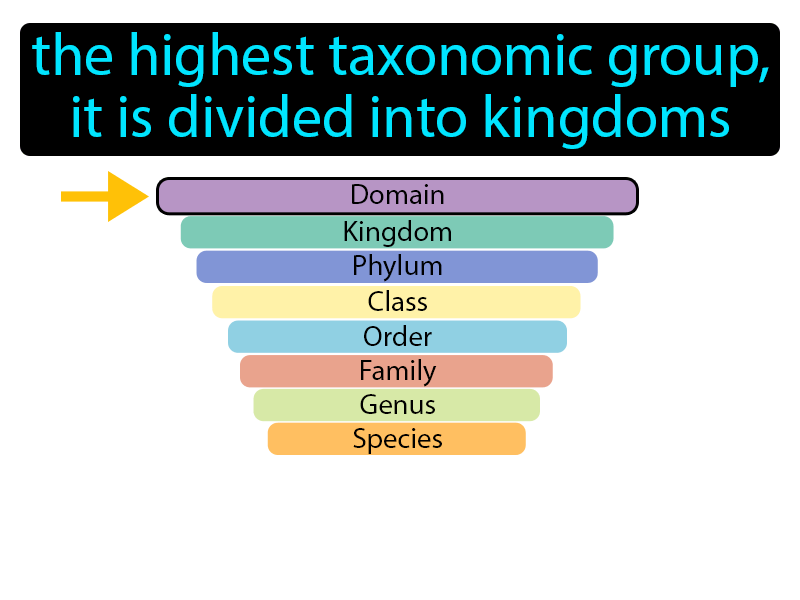 the highest taxonomic group,
it is divided into kingdoms
Domain
Kingdom
Phylum
Class
Order
Family
Genus
Species